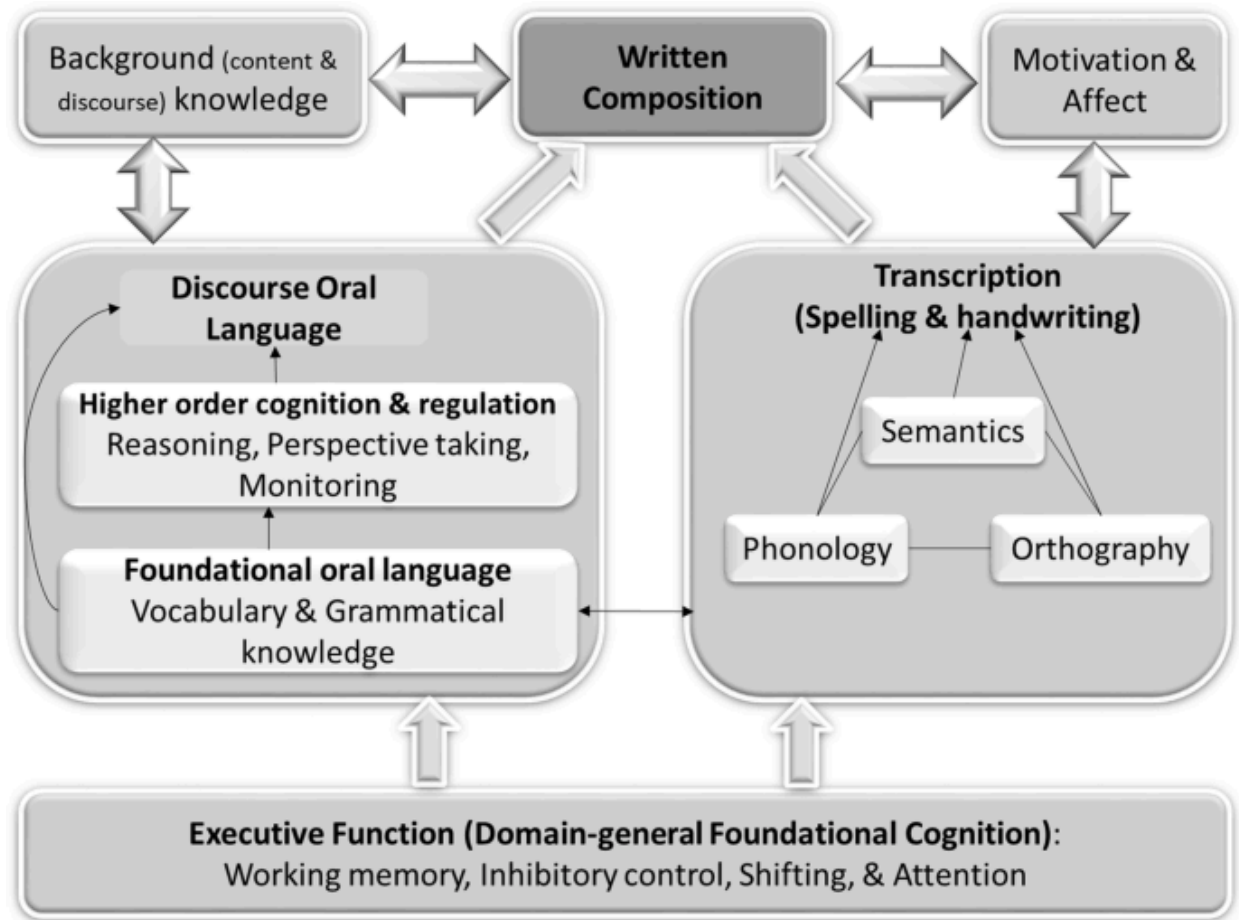 Background (content &
discourse) knowledge
Written
Composition
Motivation &
Affect
Discourse Oral
Language
Higher order cognition & regulation
Reasoning, Perspective taking,
Monitoring
Foundational oral language
Vocabulary & Grammatical
knowledge
Transcription
(Spelling & handwriting)
Semantics
Phonology
Orthography
Executive Function (Domain-general Foundational Cognition):
Working memory, Inhibitory control, Shifting, & Attention